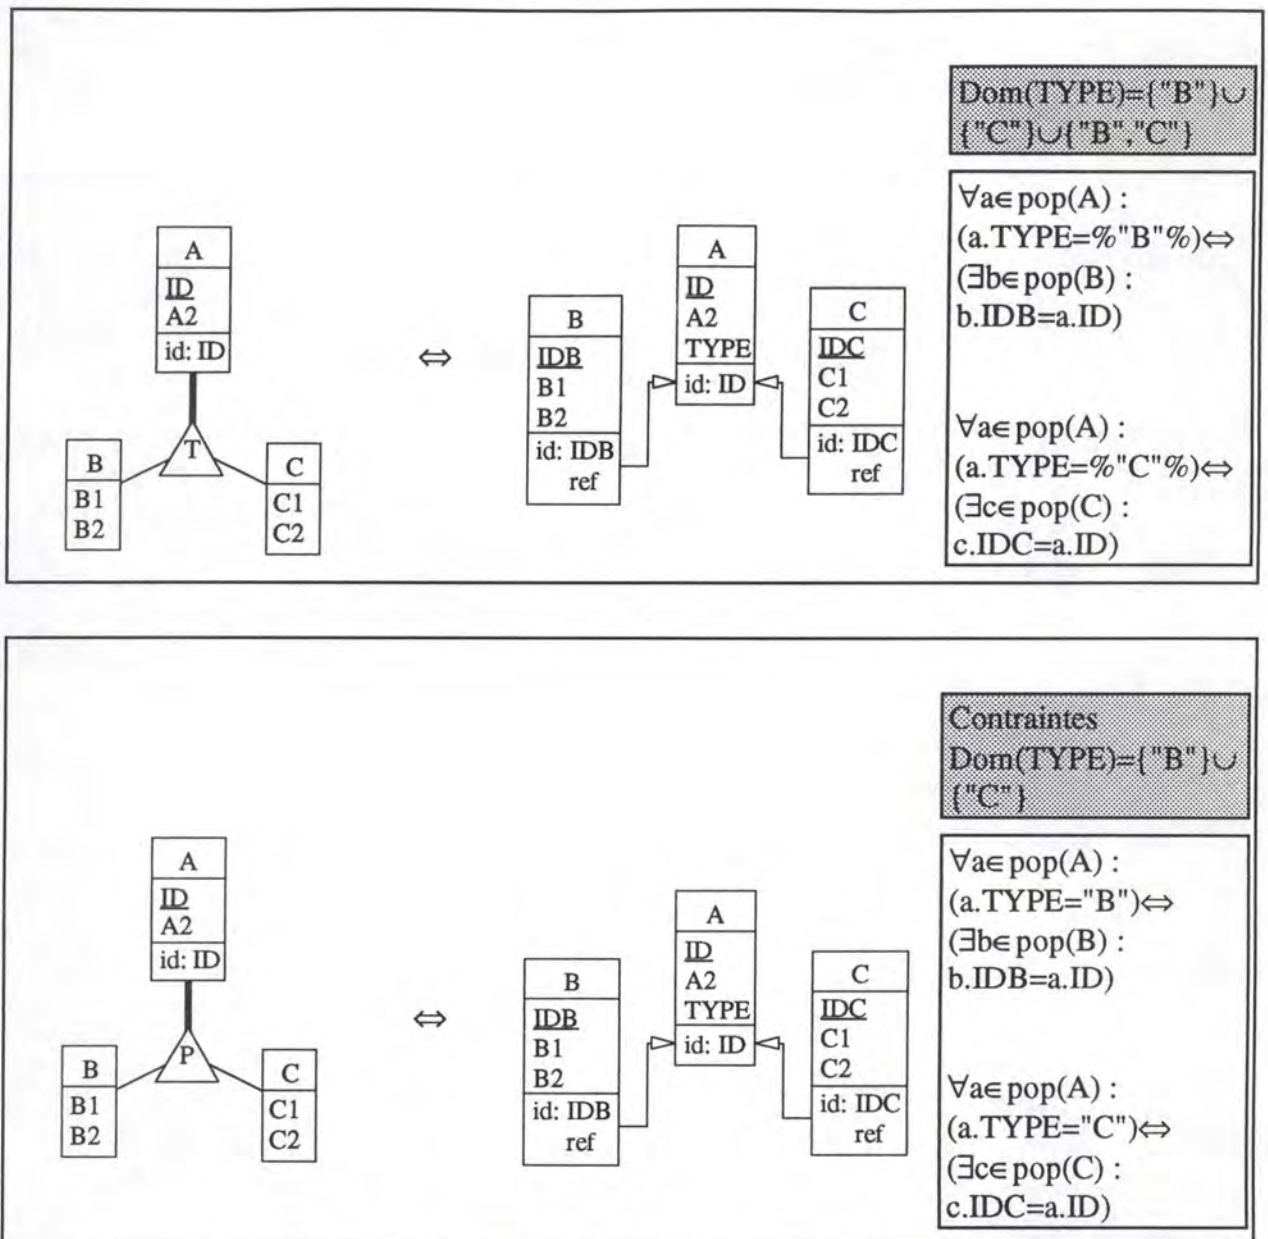 Dom(TYPE)={"B"}∪
{"C"}∪{"B","C"}
∀a∈pop(A) :
(a.TYPE=%"B"%)⇔
(∃b∈pop(B) :
b.IDB=a.ID)
∀a∈pop(A) :
(a.TYPE=%"C"%)⇔
(∃c∈pop(C) :
c.IDC=a.ID)
A
ID
A2
id: ID
T
B
B1
B2
C
C1
C2
⇔
B
IDB
B1
B2
id: IDB
ref
A
ID
A2
TYPE
id: ID
C
IDC
C1
C2
id: IDC
ref
Contraintes
Dom(TYPE)={"B"}∪
{"C"}
∀a∈pop(A) :
(a.TYPE="B")⇔
(∃b∈pop(B) :
b.IDB=a.ID)
∀a∈pop(A) :
(a.TYPE="C")⇔
(∃c∈pop(C) :
c.IDC=a.ID)
A
ID
A2
id: ID
P
B
B1
B2
C
C1
C2
⇔
B
IDB
B1
B2
id: IDB
ref
A
ID
A2
TYPE
id: ID
C
IDC
C1
C2
id: IDC
ref